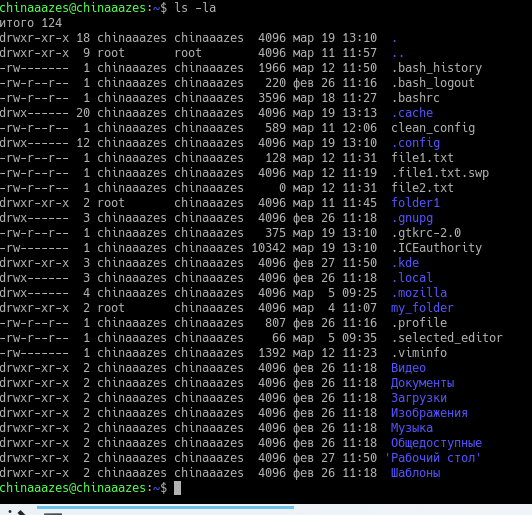 chinaaazes@chinaaazes:~$ ls -la
итого 124
drwxr-xr-x 18 chinaaazes chinaaazes 4096 мар 19 13:10 .
drwxr-xr-x 9 root root 4096 мар 11 11:57 ..
-rw------- 1 chinaaazes chinaaazes 1966 мар 12 11:50 .bash_history
-rw-r--r-- 1 chinaaazes chinaaazes 220 фев 26 11:16 .bash_logout
-rw-r--r-- 1 chinaaazes chinaaazes 3596 мар 18 11:27 .bashrc
drwx------ 20 chinaaazes chinaaazes 4096 мар 19 13:13 .cache
-rw-r--r-- 1 chinaaazes chinaaazes 589 мар 11 12:06 clean_config
drwx------ 12 chinaaazes chinaaazes 4096 мар 19 13:10 .config
-rw-r--r-- 1 chinaaazes chinaaazes 128 мар 12 11:31 file1.txt
-rw-r--r-- 1 chinaaazes chinaaazes 4096 мар 12 11:19 .file1.txt.swp
-rw-r--r-- 1 chinaaazes chinaaazes 0 мар 12 11:31 file2.txt
drwxr-xr-x 2 root chinaaazes 4096 мар 11 11:45 folder1
drwx------ 3 chinaaazes chinaaazes 4096 фев 26 11:18 .gnupg
-rw-r--r-- 1 chinaaazes chinaaazes 375 мар 19 13:10 .gtkrc-2.0
-rw------- 1 chinaaazes chinaaazes 10342 мар 19 13:10 .ICEauthority
drwxr-xr-x 3 chinaaazes chinaaazes 4096 фев 27 11:50 .kde
drwx------ 3 chinaaazes chinaaazes 4096 фев 26 11:18 .local
drwx------ 4 chinaaazes chinaaazes 4096 мар 5 09:25 .mozilla
drwxr-xr-x 2 root chinaaazes 4096 мар 4 11:07 my_folder
-rw-r--r-- 1 chinaaazes chinaaazes 807 фев 26 11:16 .profile
-rw-r--r-- 1 chinaaazes chinaaazes 66 мар 5 09:35 .selected_editor
-rw------- 1 chinaaazes chinaaazes 1392 мар 12 11:23 .viminfo
drwxr-xr-x 2 chinaaazes chinaaazes 4096 фев 26 11:18 Видео
drwxr-xr-x 2 chinaaazes chinaaazes 4096 фев 26 11:18 Документы
drwxr-xr-x 2 chinaaazes chinaaazes 4096 фев 26 11:18 Загрузки
drwxr-xr-x 2 chinaaazes chinaaazes 4096 фев 26 11:18 Изображения
drwxr-xr-x 2 chinaaazes chinaaazes 4096 фев 26 11:18 Музыка
drwxr-xr-x 2 chinaaazes chinaaazes 4096 фев 26 11:18 Общедоступные
drwxr-xr-x 2 chinaaazes chinaaazes 4096 фев 27 11:50 'Рабочий стол'
drwxr-xr-x 2 chinaaazes chinaaazes 4096 фев 26 11:18 Шаблоны
chinaaazes@chinaaazes:~$